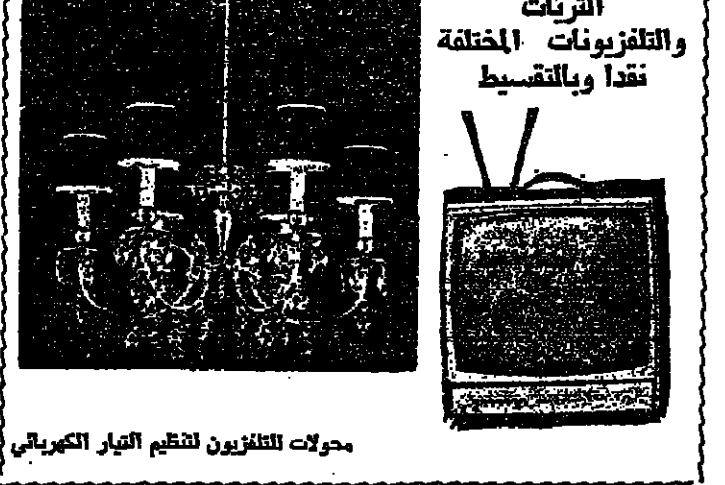 الثريات
والتلفزيونات المختلفة
نقدا وبالتقسيط
محولات للتلفزيون لتنظيم التيار الكهربائي